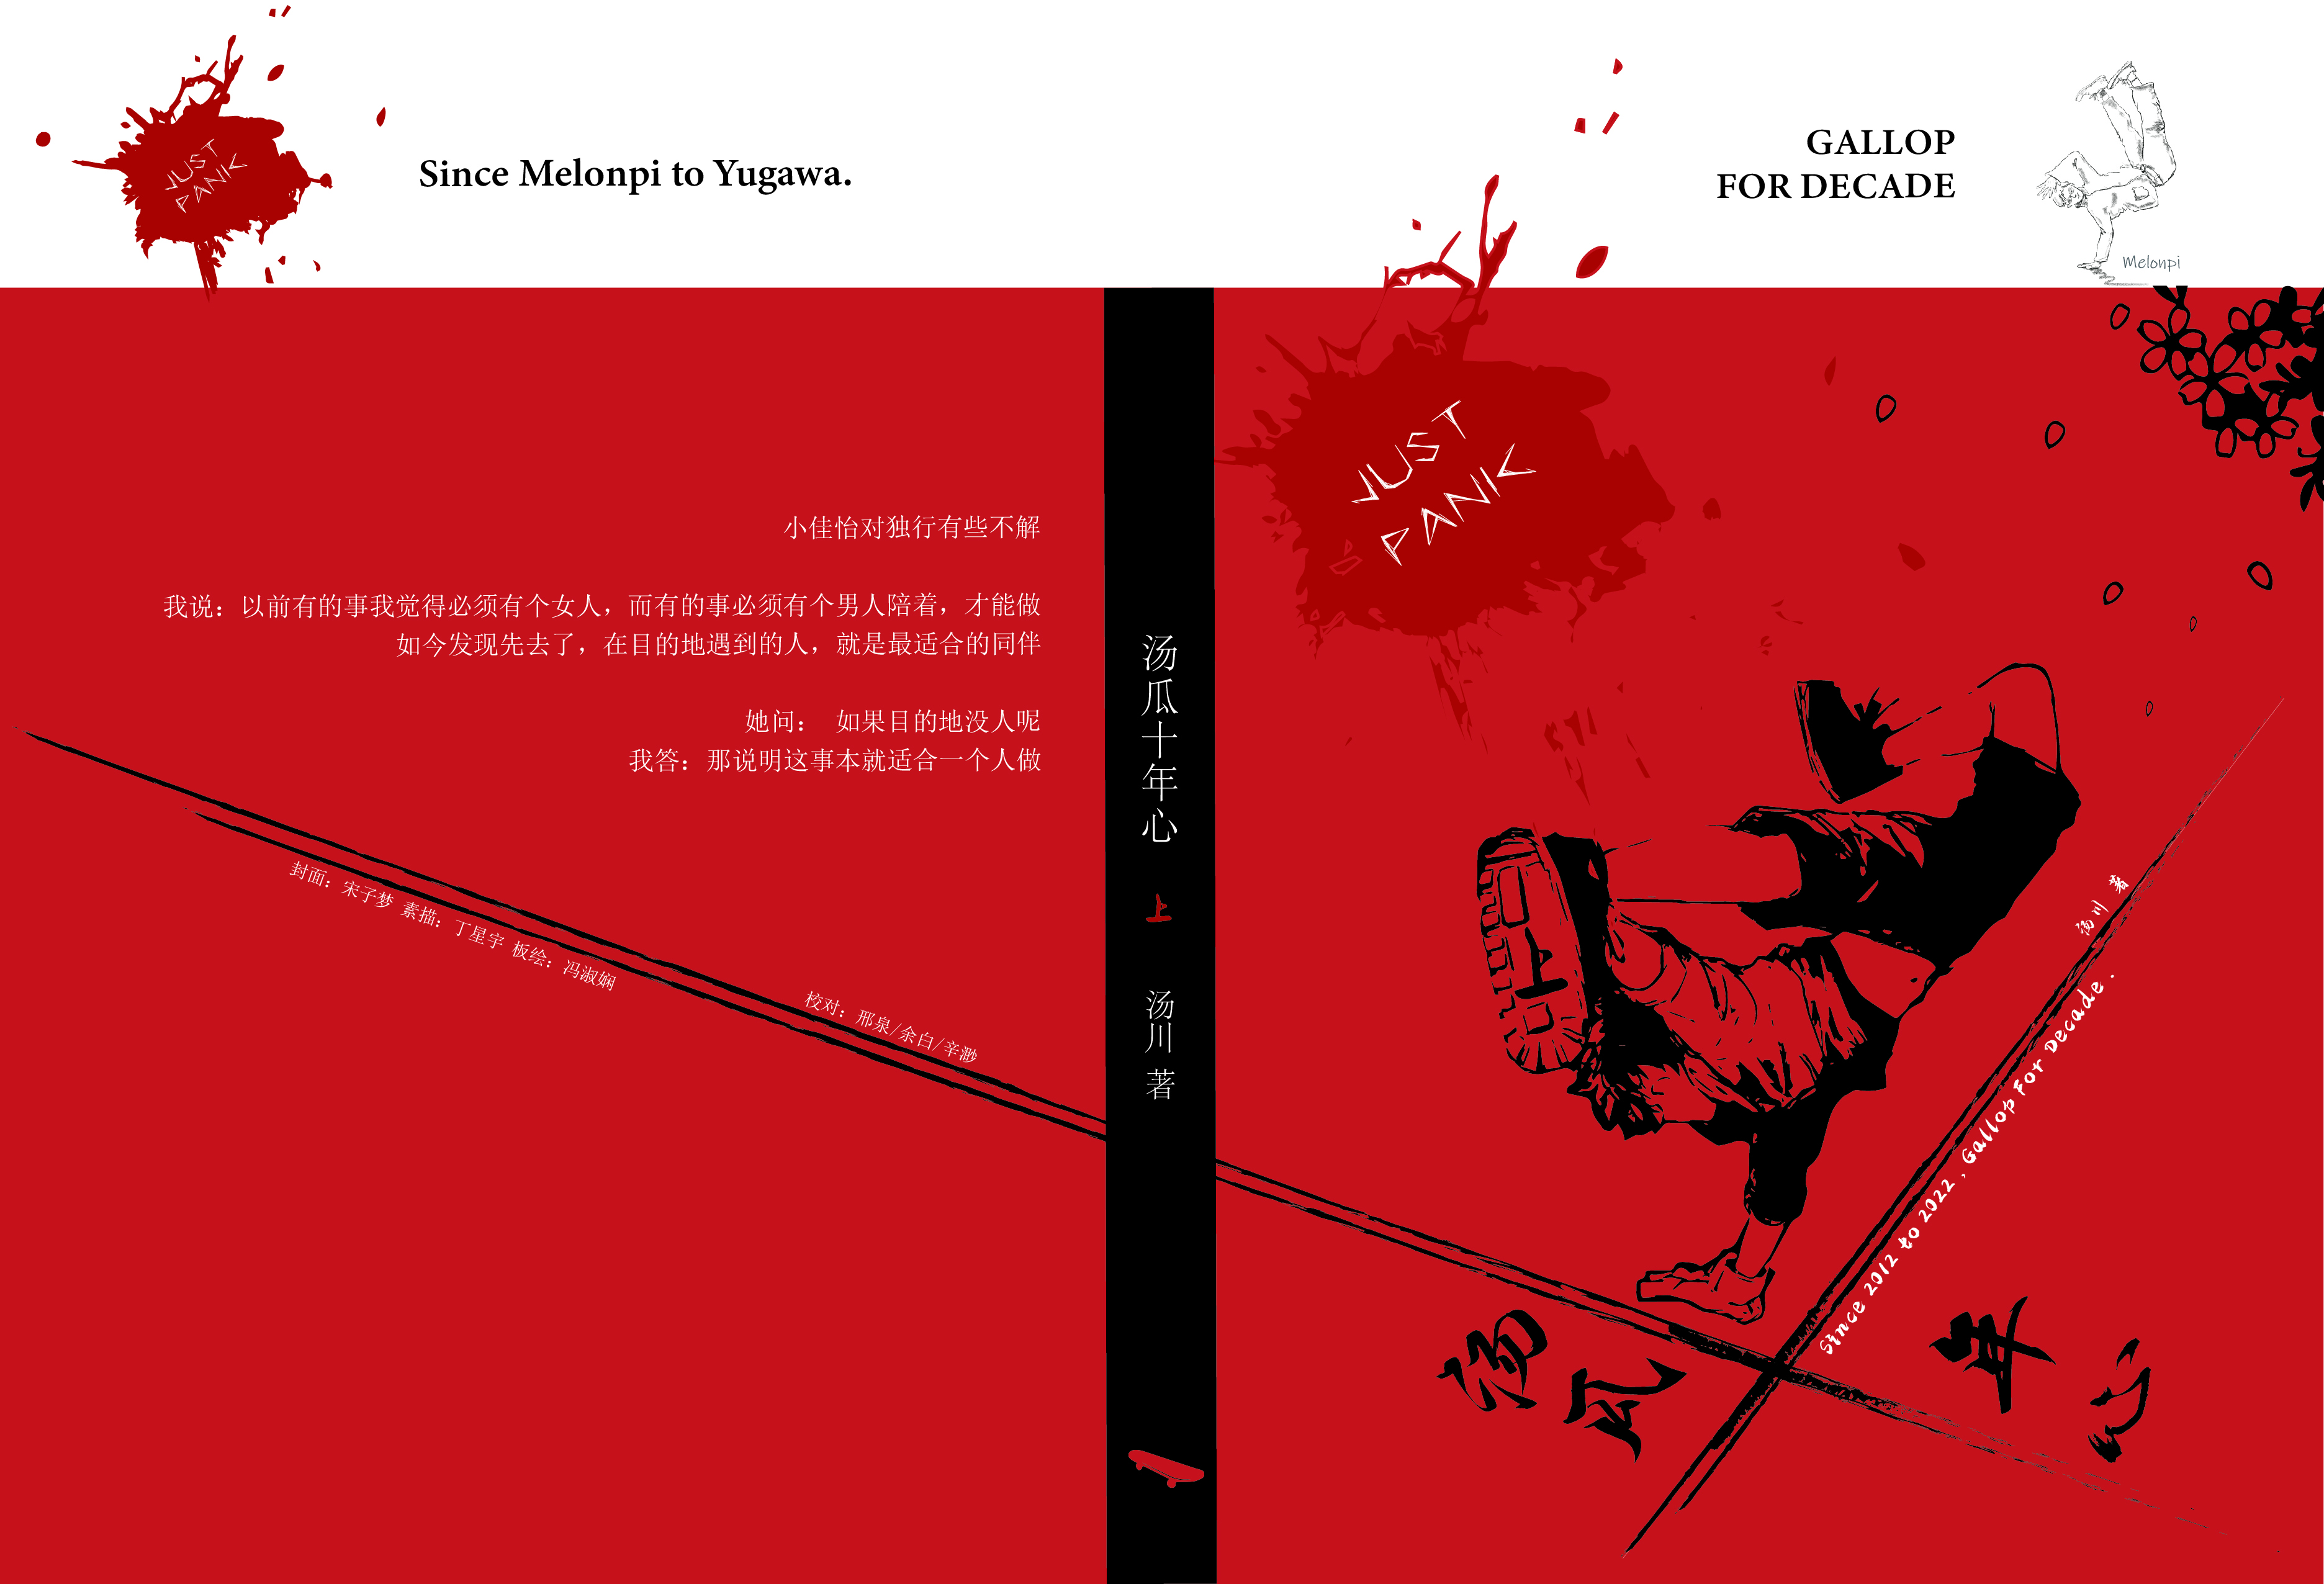 JUST
PANIK
Since Melonpi to Yugawa.
GALLOP
FOR DECADE
Melonpi
小佳怡对独行有些不解
我说：以前有的事我觉得必须有个女人，而有的事必须有个男人陪着，才能做
如今发现先去了，在目的地遇到的人，就是最适合的同伴
她问： 如果目的地没人呢
我答：那说明这事本就适合一个人做
封面：宋子梦 素描：丁星宇 板绘：冯淑娴
校对：邢泉/余白/辛渺
汤瓜十年心
上
汤川 著
JUST
PANIK
汤川 著
Since 2012 to 2022 , Gallop For Decade .
汤瓜
年心